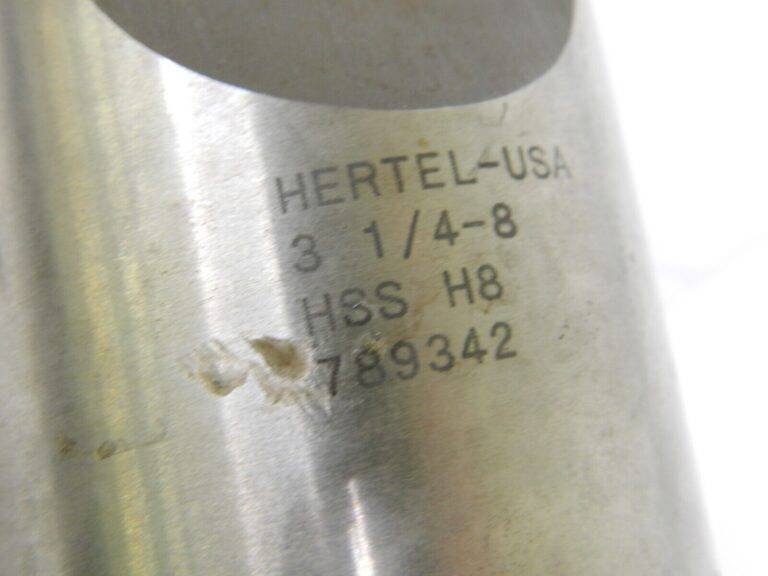 HERTEL-USA
3 1/4-8
HSS H8
789342